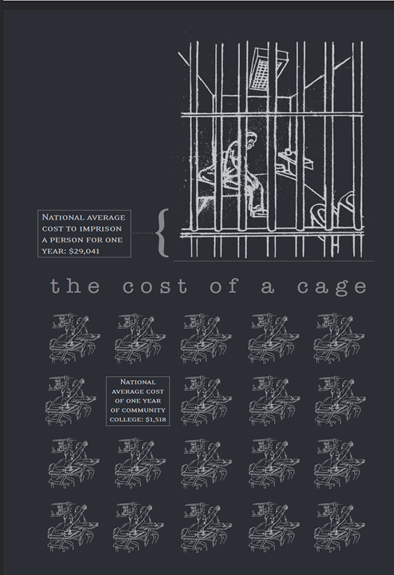 NATIONAL AVERAGE
COST TO IMPRISON
A PERSON FOR ONE
YEAR: $29,041
the cost of a cage
NATIONAL
AVERAGE COST
OF ONE YEAR
OF COMMUNITY
COLLEGE: $1,518